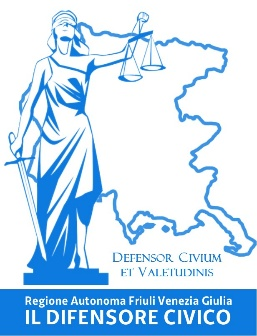 Defensor Civium
et Valetudinis
Regione Autonoma Friuli Venezia Giulia
IL DIFENSORE CIVICO